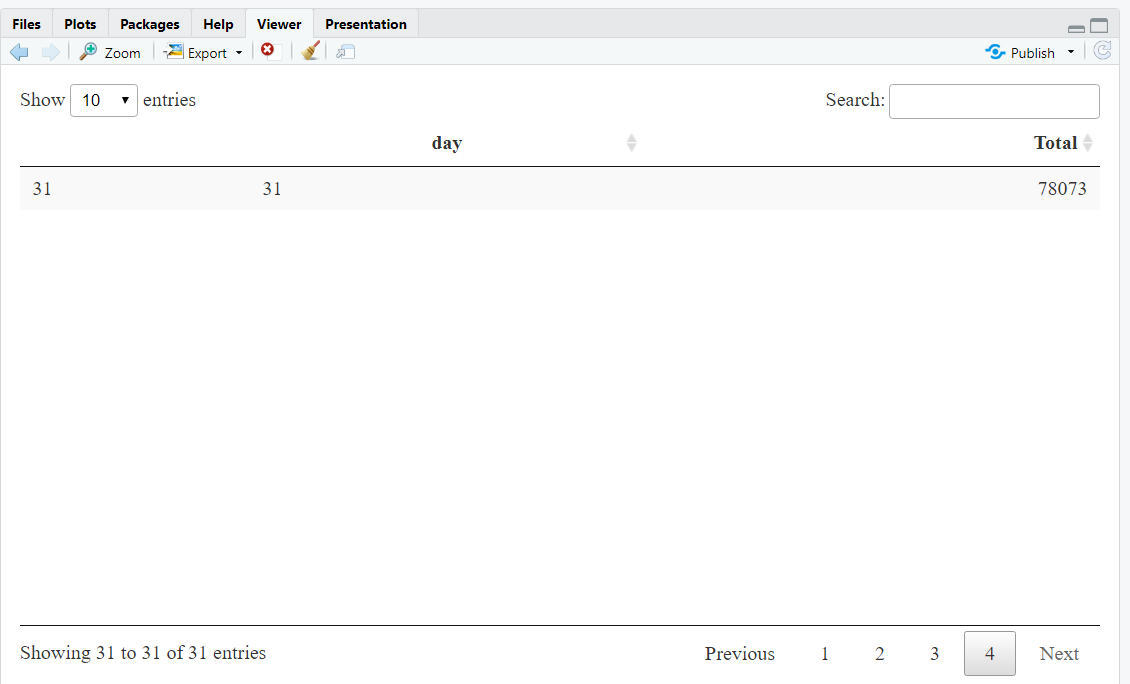 Files Plots Packages Help Viewer Presentation
Zoom Export Publish
Show 10 entries Search:
day Total
31 31 78073
Showing 31 to 31 of 31 entries Previous 1 2 3 4 Next